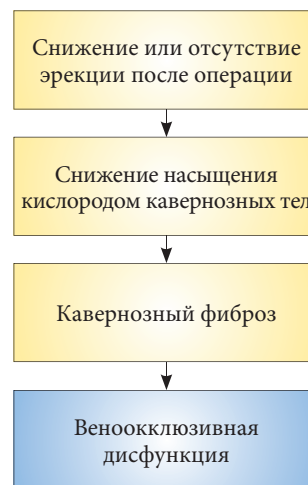 Снижение или отсутствие
эрекции после операции
Снижение насыщения
кислородом кавернозных тел
Кавернозный фиброз
Веноокклюзивная
дисфункция